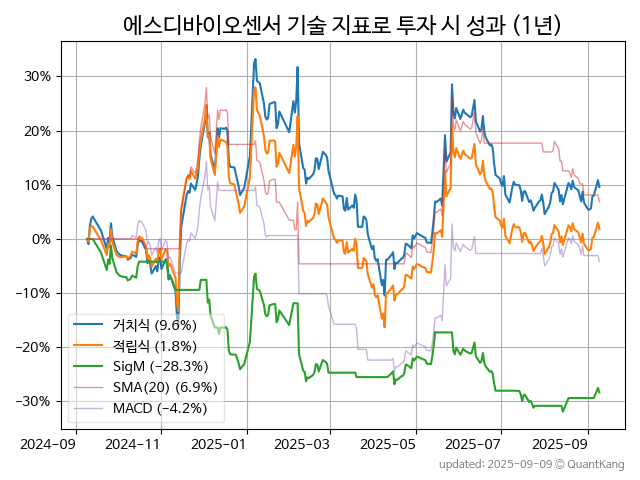 에스디바이오센서 기술 지표로 투자 시 성과 (1년)
30%
20%
10%
0%
−10%
−20%
−30%
거치식 (9.6%)
적립식 (1.8%)
SigM (−28.3%)
SMA(20) (6.9%)
MACD (−4.2%)
2024-09
2024-11
2025-01
2025-03
2025-05
2025-07
2025-09
updated: 2025-09-09 ⓒ QuantKang